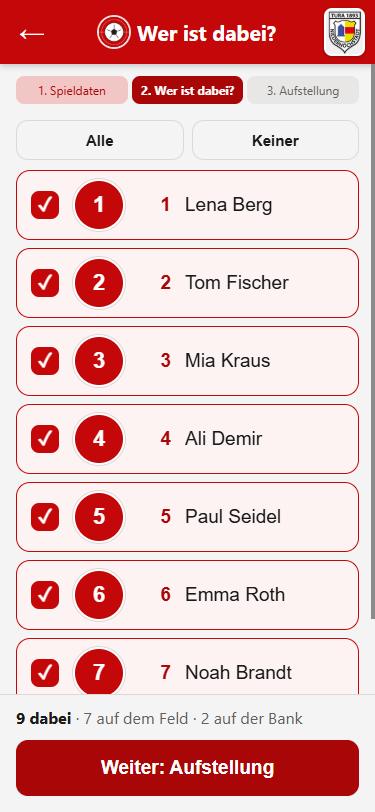 ← Wer ist dabei?
TURA 1893
1. Spieldaten 2. Wer ist dabei? 3. Aufstellung
Alle Keiner
1 1 Lena Berg
2 2 Tom Fischer
3 3 Mia Kraus
4 4 Ali Demir
5 5 Paul Seidel
6 6 Emma Roth
7 7 Noah Brandt
9 dabei · 7 auf dem Feld · 2 auf der Bank
Weiter: Aufstellung